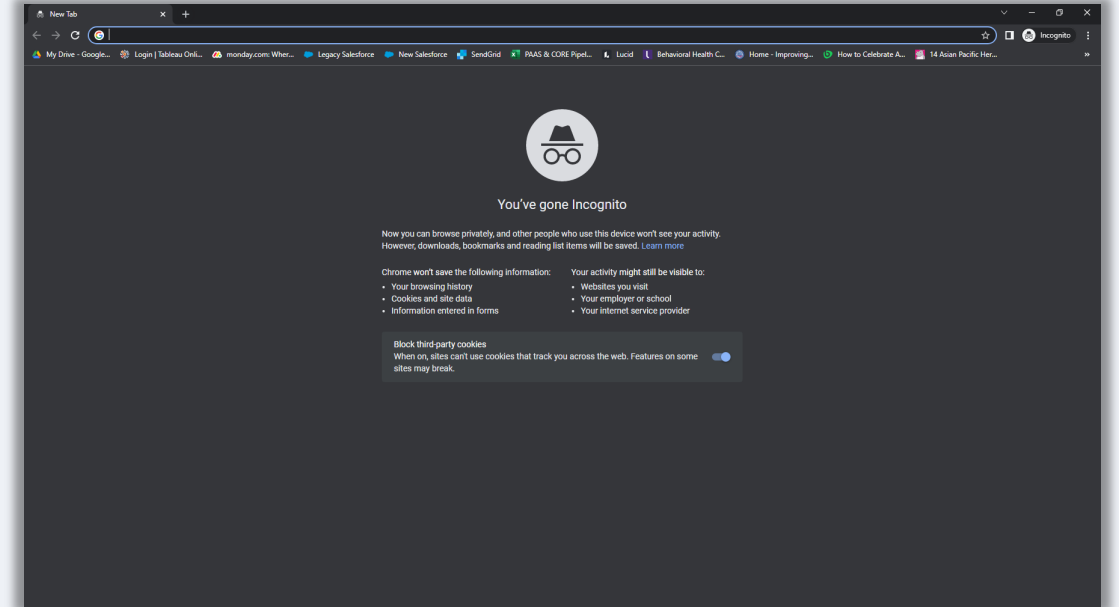 New Tab
Incognito
My Drive - Google... Login | Tableau Onli... monday.com: Wher... Legacy Salesforce New Salesforce SendGrid PAAS & CORE Pipel... Lucid Behavioral Health C... Home - Improving... How to Celebrate A... 14 Asian Pacific Her... »
You've gone Incognito
Now you can browse privately, and other people who use this device won't see your activity.
However, downloads, bookmarks and reading list items will be saved. Learn more
Chrome won't save the following information:
• Your browsing history
• Cookies and site data
• Information entered in forms
Your activity might still be visible to:
• Websites you visit
• Your employer or school
• Your internet service provider
Block third-party cookies
When on, sites can't use cookies that track you across the web. Features on some
sites may break.